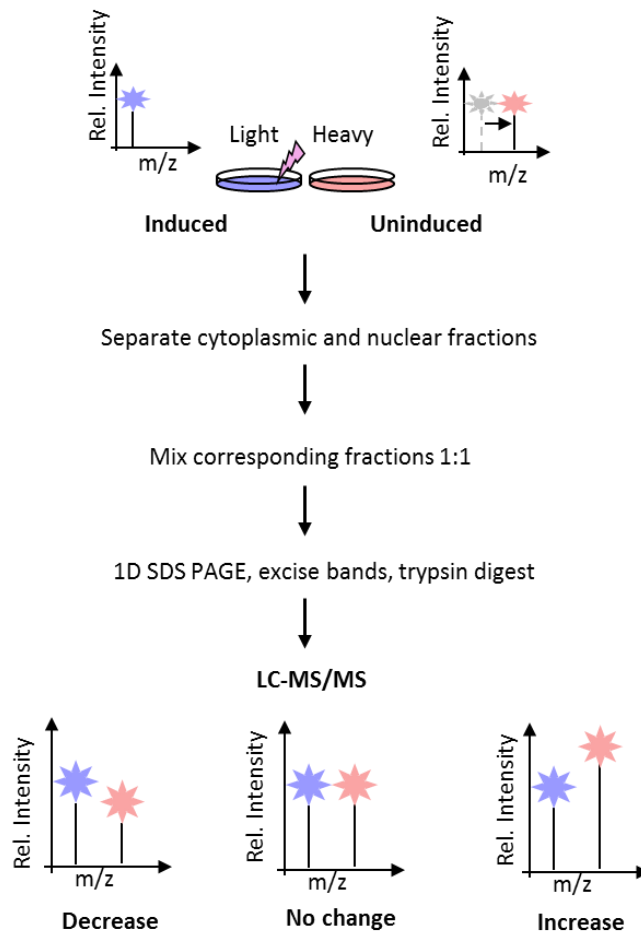 Rel. Intensity
m/z
Light Heavy
Rel. Intensity
m/z
Induced
Uninduced
Separate cytoplasmic and nuclear fractions
Mix corresponding fractions 1:1
1D SDS PAGE, excise bands, trypsin digest
LC-MS/MS
Rel. Intensity
m/z
Decrease
Rel. Intensity
m/z
No change
Rel. Intensity
m/z
Increase